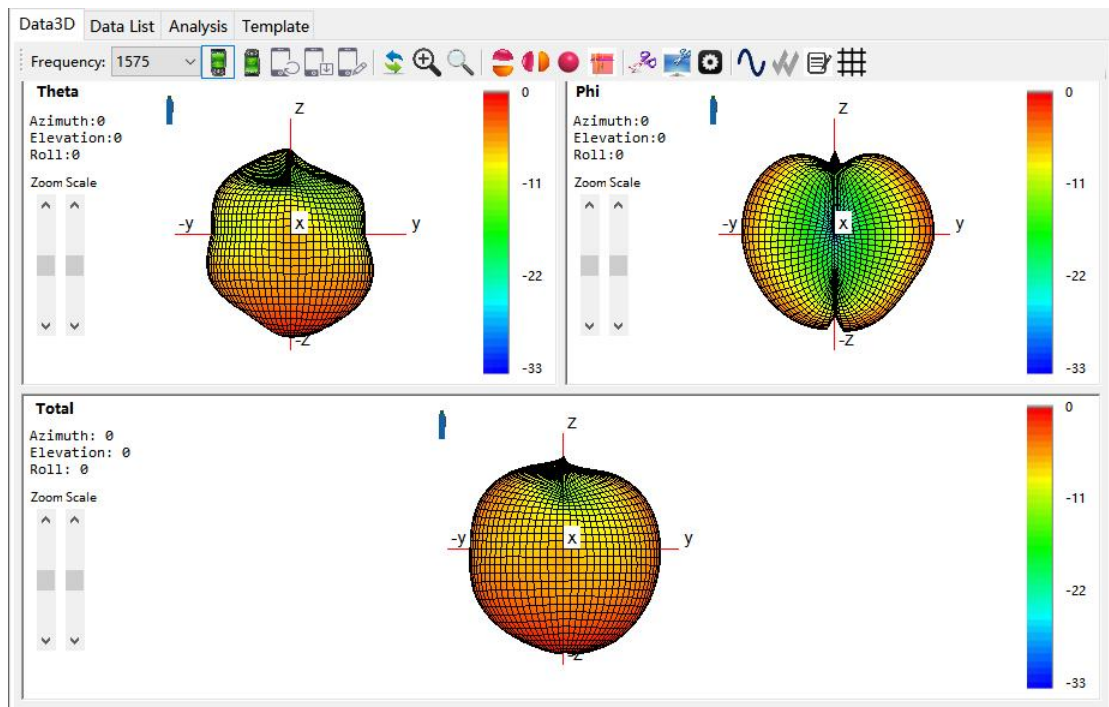 Data3D Data List Analysis Template
Frequency: 1575
Theta
Azimuth:0
Elevation:0
Roll:0
Zoom Scale
Z
-y
x
y
-Z
0
-11
-22
-33
Phi
Azimuth:0
Elevation:0
Roll:0
Zoom Scale
Z
-y
x
y
-Z
0
-11
-22
-33
Total
Azimuth: 0
Elevation: 0
Roll: 0
Zoom Scale
Z
-y
x
y
-Z
0
-11
-22
-33